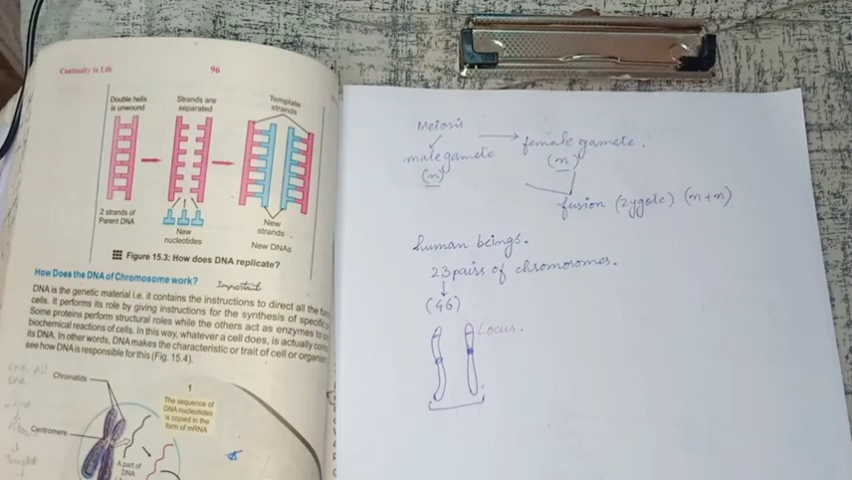 Continuity in Life
96
Double helix
is unwound
Strands are
separated
Template
strands
2 strands of
Parent DNA
New
nucleotides
New
strands
New DNAs
Figure 15.3: How does DNA replicate?
How Does the DNA of Chromosome work?
Important
DNA is the genetic material i.e. it contains the instructions to direct all the
cells. It performs its role by giving instructions for the synthesis of specific
Some proteins perform structural roles while the others act as enzymes to
biochemical reactions of cells. In this way, whatever a cell does, is actually
its DNA. In other words, DNA makes the characteristic or trait of cell or
see how DNA is responsible for this (Fig. 15.4).
Chromatids
Centromere
1
The sequence of
DNA nucleotides
is copied in the
form of mRNA
A part of
DNA
Meiosis
male gamete
(n)
female gamete.
(n)
fusion (zygote) (n+n)
human beings.
23 pairs of chromosomes.
(46)
Locus.